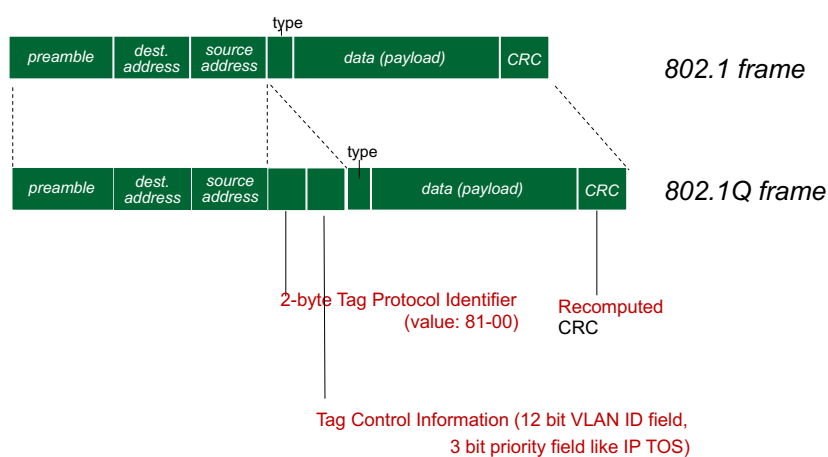 type
preamble
dest.
address
source
address
data (payload)
CRC
802.1 frame
type
preamble
dest.
address
source
address
data (payload)
CRC
802.1Q frame
2-byte Tag Protocol Identifier
(value: 81-00)
Recomputed
CRC
Tag Control Information (12 bit VLAN ID field,
3 bit priority field like IP TOS)